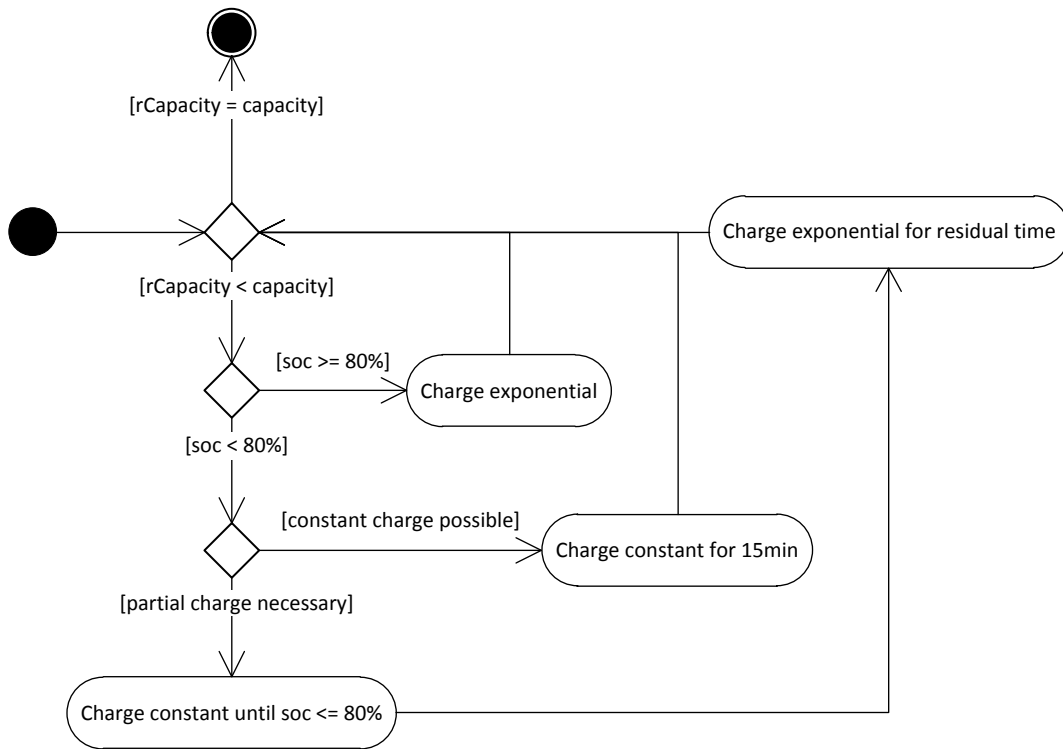 [rCapacity = capacity]
Charge exponential for residual time
[rCapacity < capacity]
[soc >= 80%]
Charge exponential
[soc < 80%]
[constant charge possible]
Charge constant for 15min
[partial charge necessary]
Charge constant until soc <= 80%